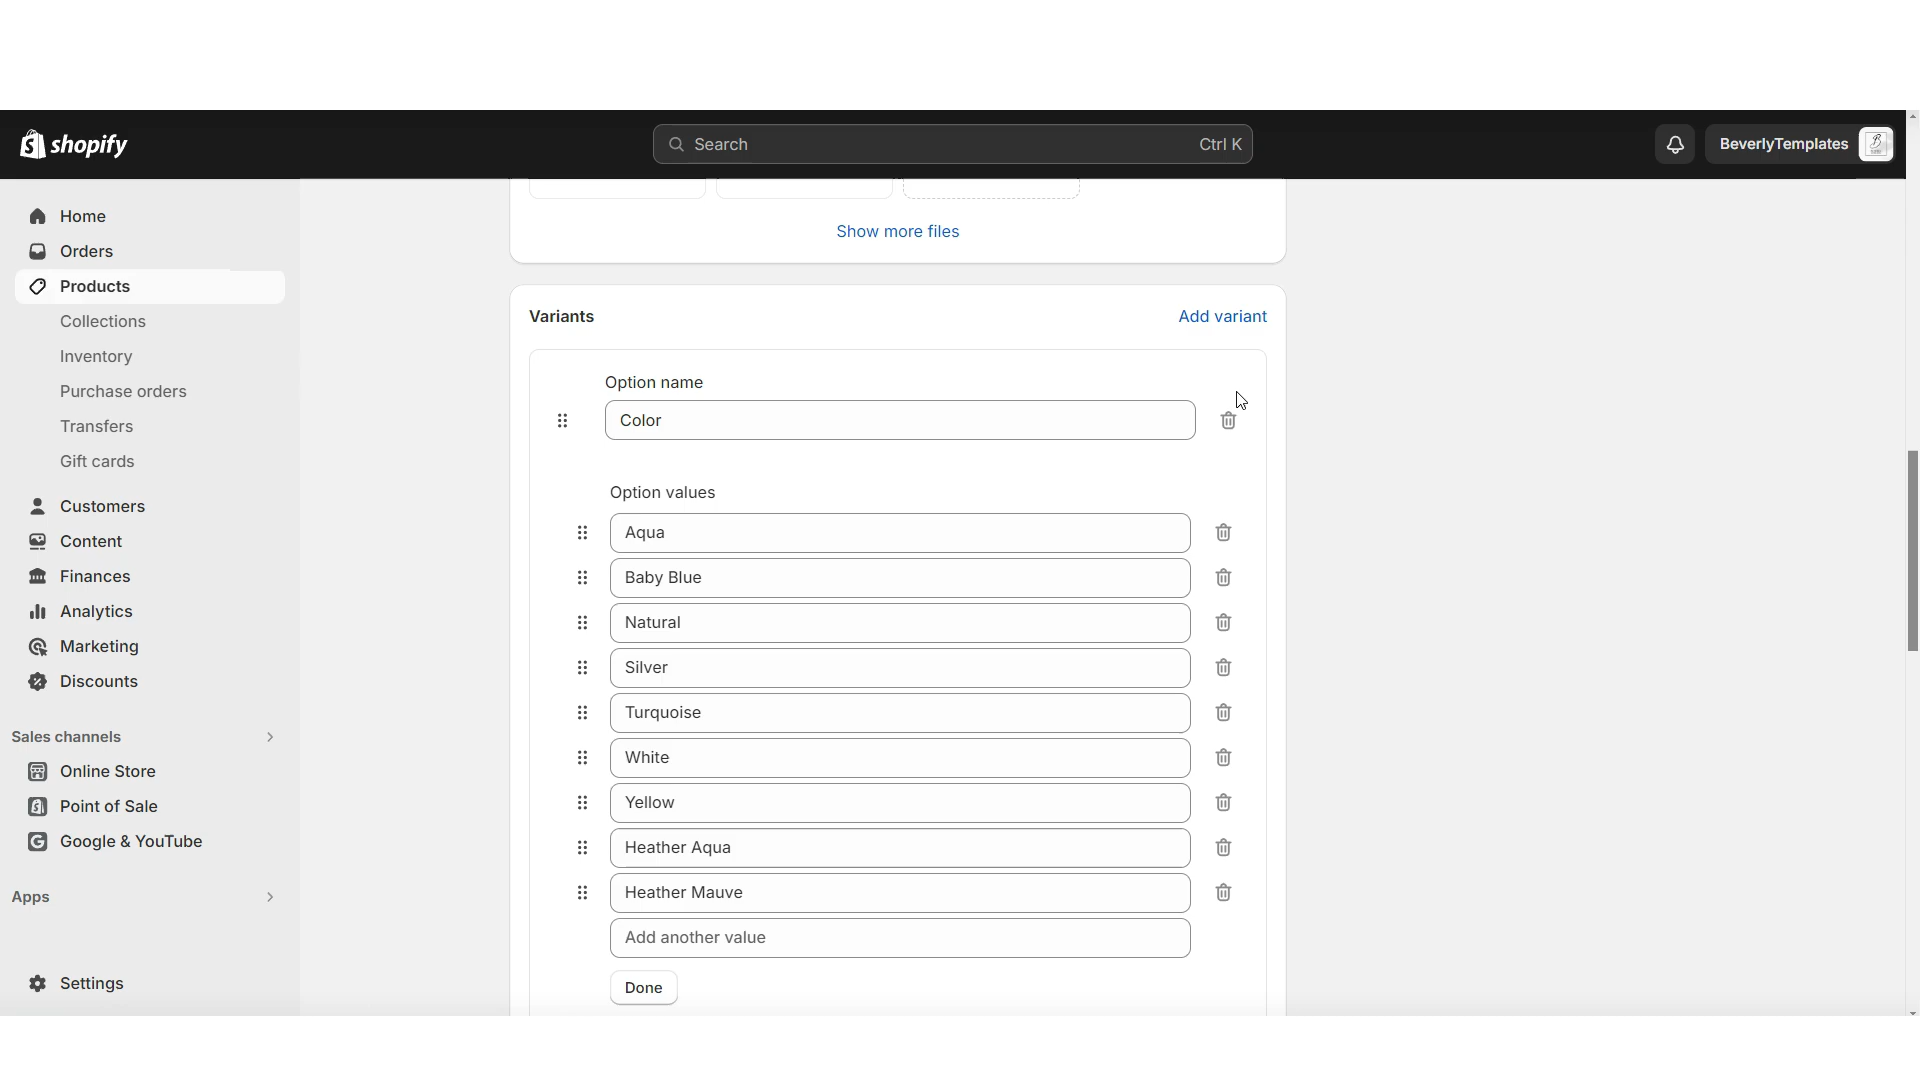 shopify
Search
Ctrl K
BeverlyTemplates
Home
Orders
Products
Collections
Inventory
Purchase orders
Transfers
Gift cards
Customers
Content
Finances
Analytics
Marketing
Discounts
Sales channels
Online Store
Point of Sale
Google & YouTube
Apps
Settings
Show more files
Variants
Add variant
Option name
Color
Option values
Aqua
Baby Blue
Natural
Silver
Turquoise
White
Yellow
Heather Aqua
Heather Mauve
Add another value
Done